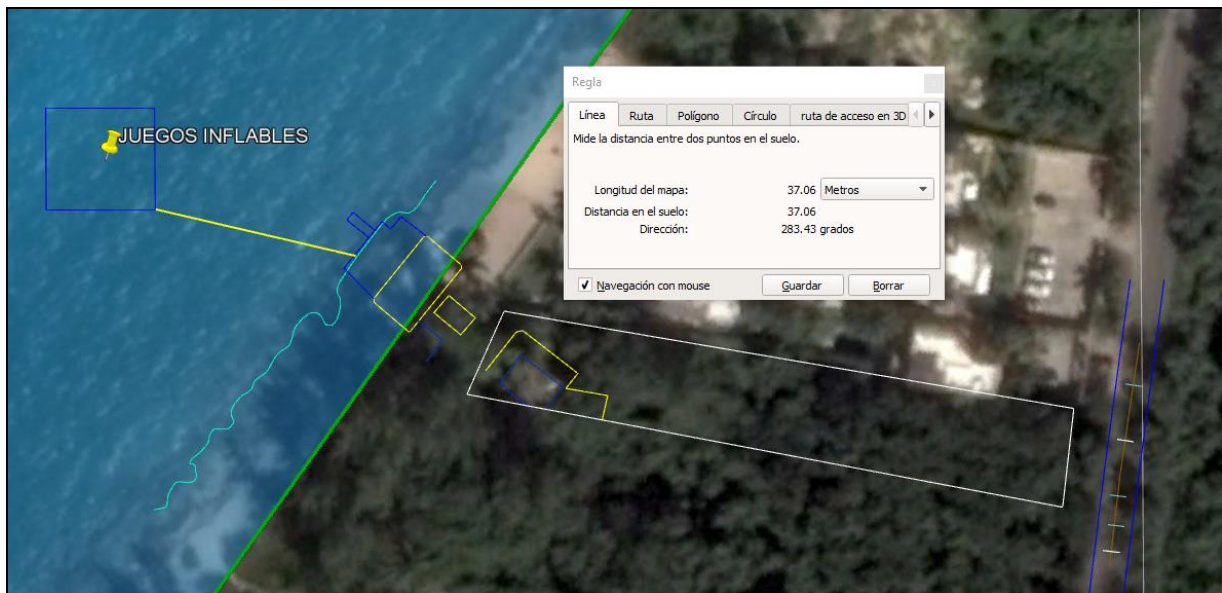 JUEGOS INFLABLES
Regla
Línea Ruta Polígono Círculo ruta de acceso en 3D
Mide la distancia entre dos puntos en el suelo.
Longitud del mapa: 37.06 Metros
Distancia en el suelo: 37.06
Dirección: 283.43 grados
Navegación con mouse Guardar Borrar